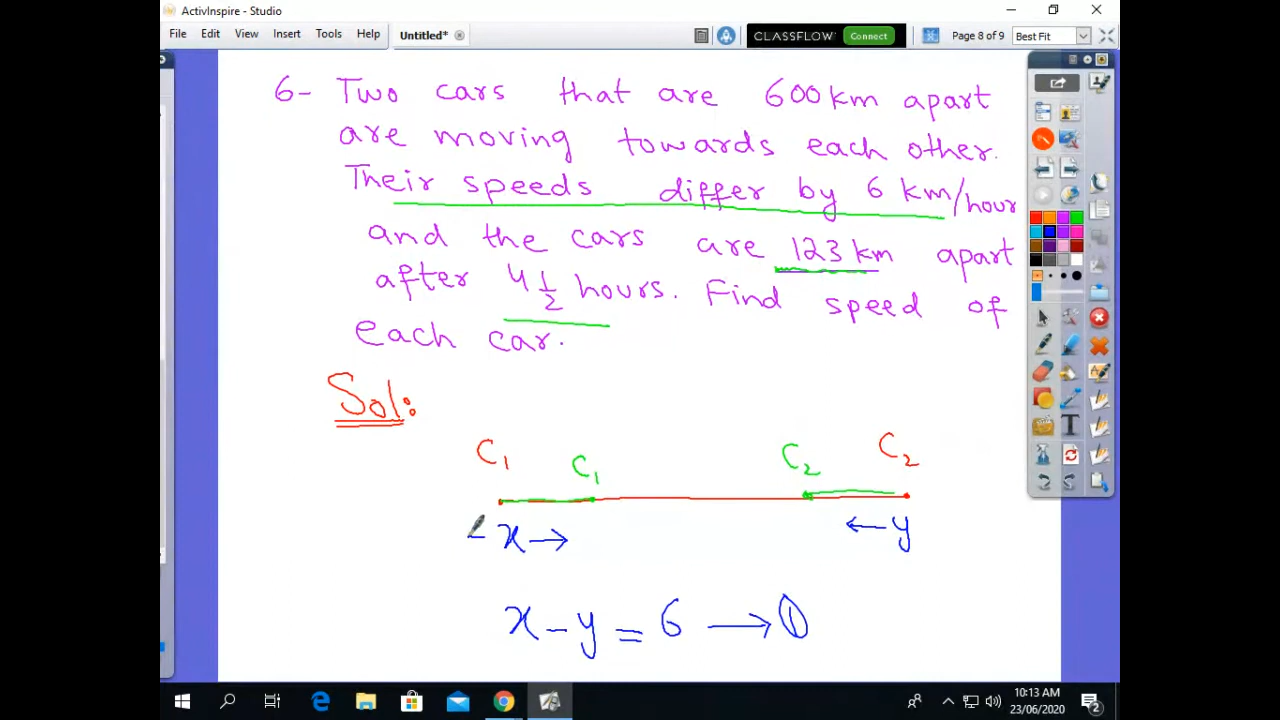 ActivInspire - Studio
File Edit View Insert Tools Help Untitled* CLASSFLOW Connect Page 8 of 9 Best Fit
6- Two cars that are 600km apart
are moving towards each other.
Their speeds differ by 6 km/hour
and the cars are 123 km apart
after 4 1/2 hours. Find speed of
each car.
Sol:
C1 C1 C2 C2
x → ← y
x - y = 6 → ①
10:13 AM
23/06/2020
2